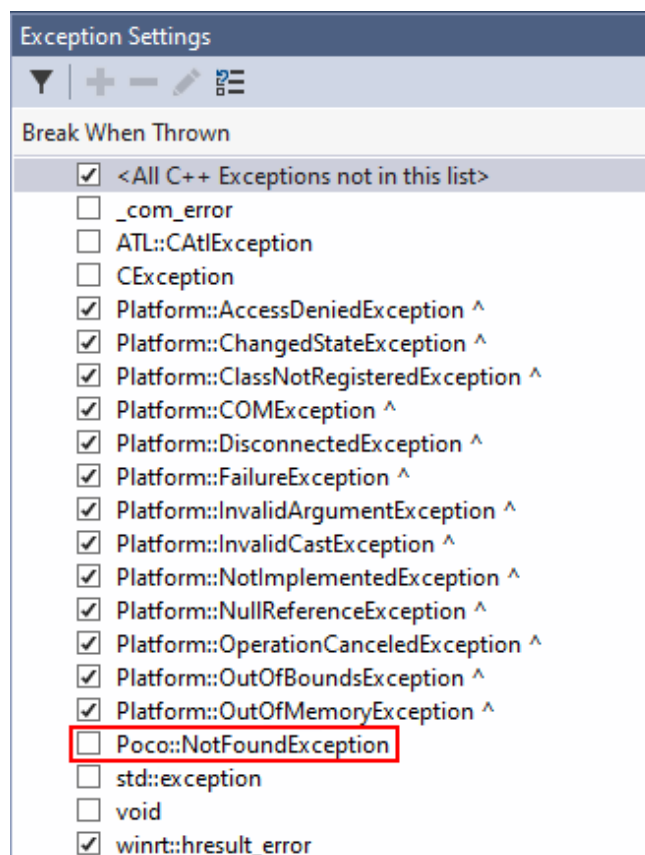 Exception Settings
Break When Thrown
<All C++ Exceptions not in this list>
_com_error
ATL::CAtlException
CException
Platform::AccessDeniedException ^
Platform::ChangedStateException ^
Platform::ClassNotRegisteredException ^
Platform::COMException ^
Platform::DisconnectedException ^
Platform::FailureException ^
Platform::InvalidArgumentException ^
Platform::InvalidCastException ^
Platform::NotImplementedException ^
Platform::NullReferenceException ^
Platform::OperationCanceledException ^
Platform::OutOfBoundsException ^
Platform::OutOfMemoryException ^
Poco::NotFoundException
std::exception
void
winrt::hresult_error